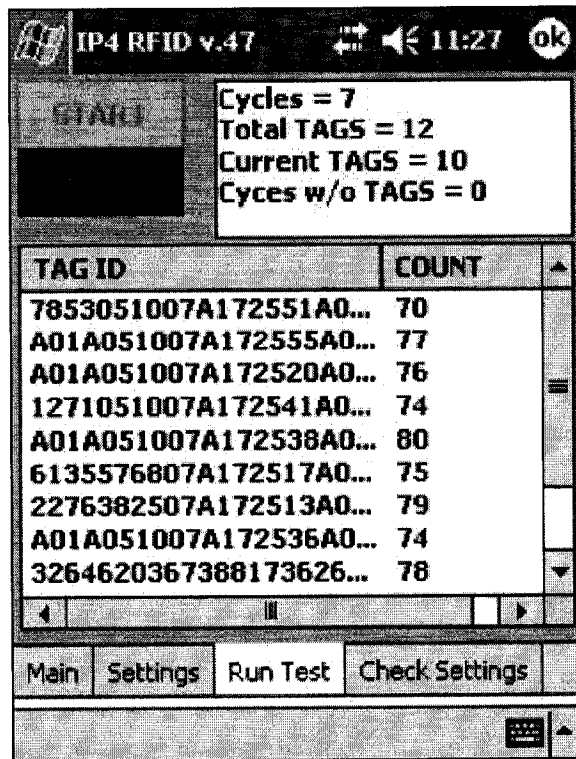 IP4 RFID v.47 11:27 ok
START
Cycles = 7
Total TAGS = 12
Current TAGS = 10
Cyces w/o TAGS = 0
TAG ID COUNT
7853051007A172551A0... 70
A01A051007A172555A0... 77
A01A051007A172520A0... 76
1271051007A172541A0... 74
A01A051007A172538A0... 80
6135576807A172517A0... 75
2276382507A172513A0... 79
A01A051007A172536A0... 74
3264620367388173626... 78
Main Settings Run Test Check Settings